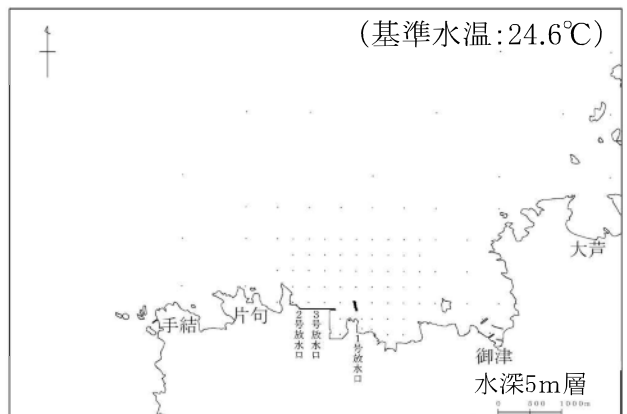 (基準水温:24.6℃)
大芦
手結
片句
2号放水口
3号放水口
1号放水口
御津
水深5m層
0 500 1000m